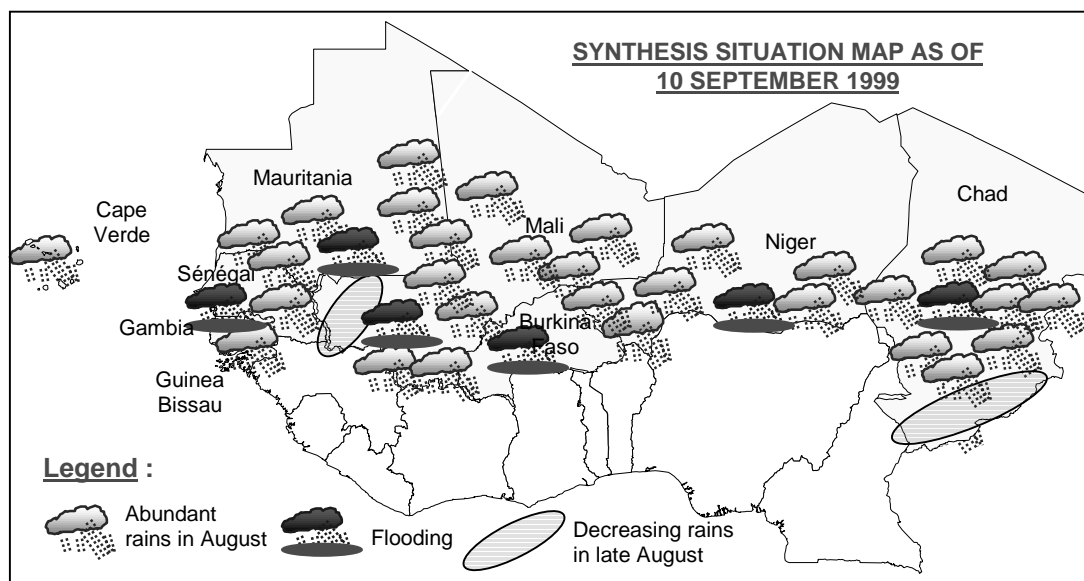 SYNTHESIS SITUATION MAP AS OF
10 SEPTEMBER 1999
Mauritania
Chad
Cape
Verde
Mali
Niger
Sénégal
Gambia
Burkina
Faso
Guinea
Bissau
Legend :
Abundant
rains in August
Flooding
Decreasing rains
in late August